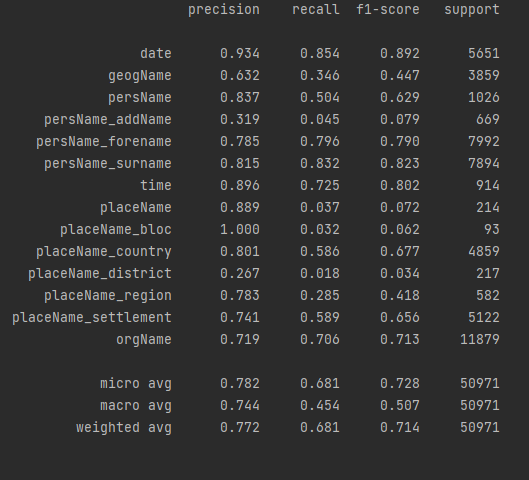 precision recall f1-score support
date 0.934 0.854 0.892 5651
geogName 0.632 0.346 0.447 3859
persName 0.837 0.504 0.629 1026
persName_addName 0.319 0.045 0.079 669
persName_forename 0.785 0.796 0.790 7992
persName_surname 0.815 0.832 0.823 7894
time 0.896 0.725 0.802 914
placeName 0.889 0.037 0.072 214
placeName_bloc 1.000 0.032 0.062 93
placeName_country 0.801 0.586 0.677 4859
placeName_district 0.267 0.018 0.034 217
placeName_region 0.783 0.285 0.418 582
placeName_settlement 0.741 0.589 0.656 5122
orgName 0.719 0.706 0.713 11879
micro avg 0.782 0.681 0.728 50971
macro avg 0.744 0.454 0.507 50971
weighted avg 0.772 0.681 0.714 50971